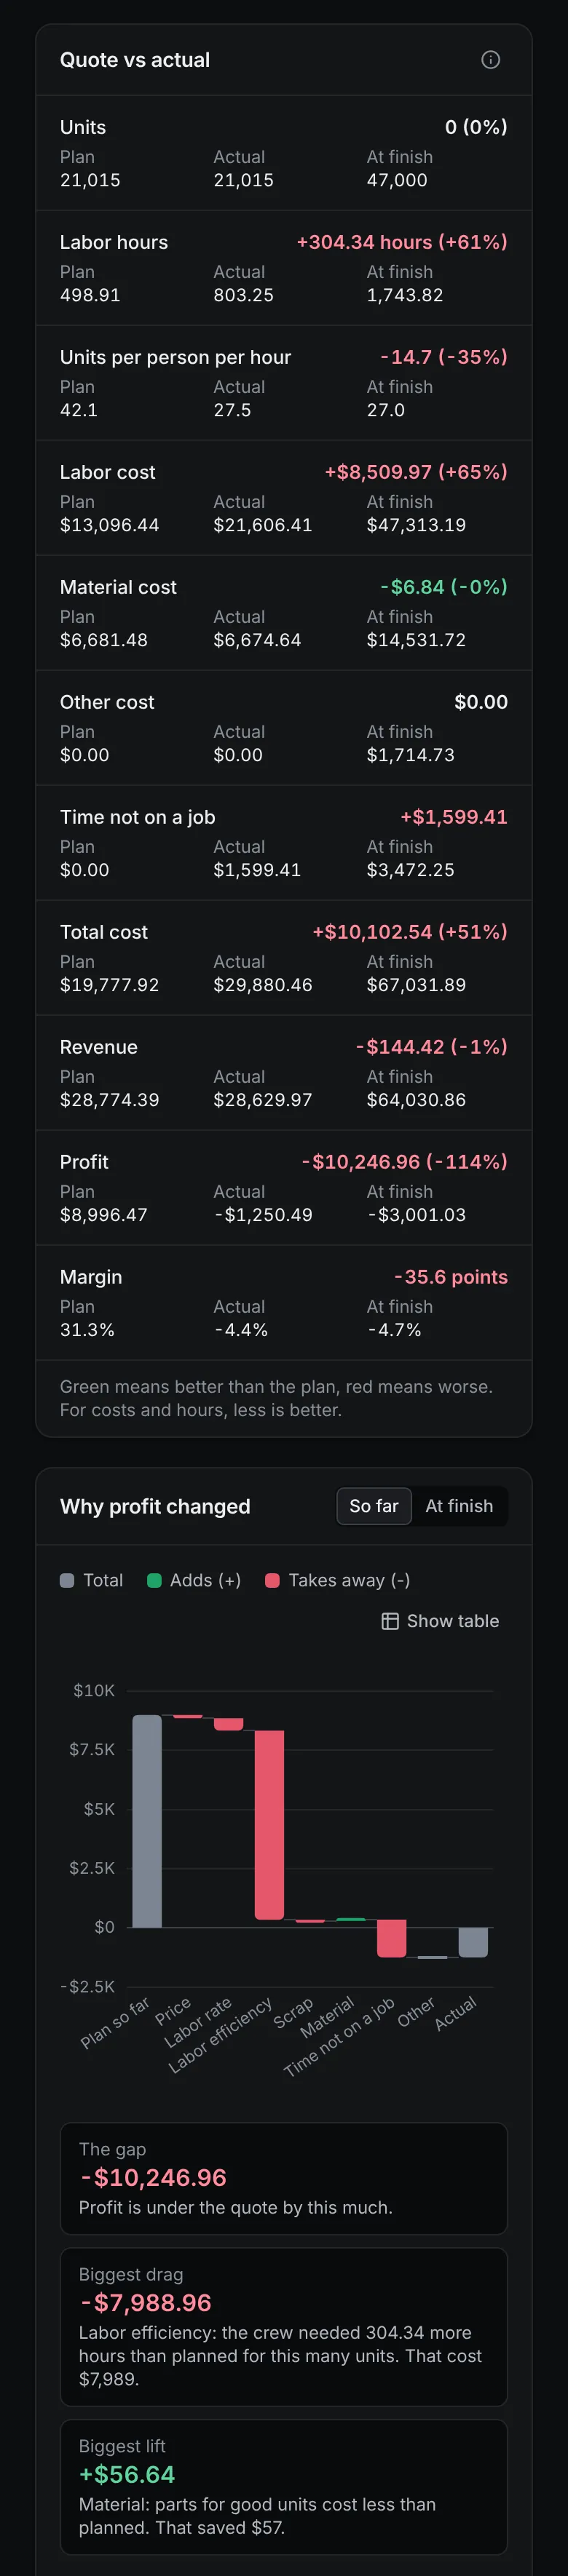 Quote vs actual
Units 0 (0%)
Plan Actual At finish
21,015 21,015 47,000
Labor hours +304.34 hours (+61%)
Plan Actual At finish
498.91 803.25 1,743.82
Units per person per hour -14.7 (-35%)
Plan Actual At finish
42.1 27.5 27.0
Labor cost +$8,509.97 (+65%)
Plan Actual At finish
$13,096.44 $21,606.41 $47,313.19
Material cost -$6.84 (-0%)
Plan Actual At finish
$6,681.48 $6,674.64 $14,531.72
Other cost $0.00
Plan Actual At finish
$0.00 $0.00 $1,714.73
Time not on a job +$1,599.41
Plan Actual At finish
$0.00 $1,599.41 $3,472.25
Total cost +$10,102.54 (+51%)
Plan Actual At finish
$19,777.92 $29,880.46 $67,031.89
Revenue -$144.42 (-1%)
Plan Actual At finish
$28,774.39 $28,629.97 $64,030.86
Profit -$10,246.96 (-114%)
Plan Actual At finish
$8,996.47 -$1,250.49 -$3,001.03
Margin -35.6 points
Plan Actual At finish
31.3% -4.4% -4.7%
Green means better than the plan, red means worse.
For costs and hours, less is better.
Why profit changed So far At finish
Total Adds (+) Takes away (-)
Show table
$10K
$7.5K
$5K
$2.5K
$0
-$2.5K
Plan so far
Price
Labor rate
Labor efficiency
Scrap
Material
Time not on a job
Other
Actual
The gap
-$10,246.96
Profit is under the quote by this much.
Biggest drag
-$7,988.96
Labor efficiency: the crew needed 304.34 more
hours than planned for this many units. That cost
$7,989.
Biggest lift
+$56.64
Material: parts for good units cost less than
planned. That saved $57.